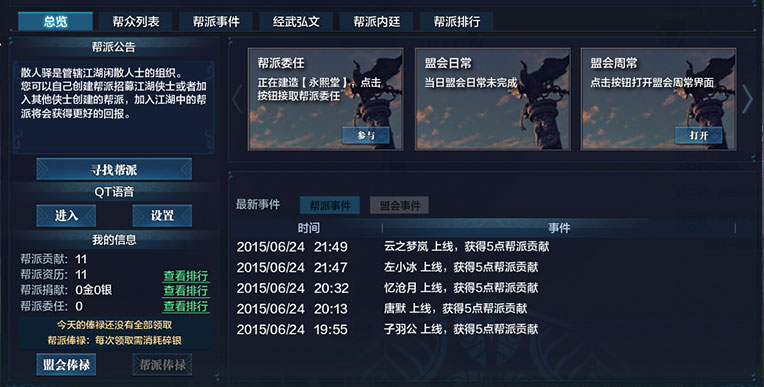 总览 帮众列表 帮派事件 经武弘文 帮派内廷 帮派排行
帮派公告
散人驿是管辖江湖闲散人士的组织。
您可以自己创建帮派招募江湖侠士或者加
入其他侠士创建的帮派，加入江湖中的帮
派将会获得更好的回报。
寻找帮派
QT语音
进入 设置
我的信息
帮派贡献：11
帮派资历：11 查看排行
帮派捐献：0金0银 查看排行
帮派委任：0 查看排行
今天的俸禄还没有全部领取
帮派俸禄：每次领取需消耗碎银
盟会俸禄 帮派俸禄
帮派委任
正在建造【永熙堂】，点击
按钮接取帮派委任
参与
盟会日常
当日盟会日常未完成
盟会周常
点击按钮打开盟会周常界面
打开
最新事件 帮派事件 盟会事件
时间 事件
2015/06/24 21:49 云之梦岚 上线，获得5点帮派贡献
2015/06/24 21:47 左小冰 上线，获得5点帮派贡献
2015/06/24 20:32 忆沧月 上线，获得5点帮派贡献
2015/06/24 20:13 唐默 上线，获得5点帮派贡献
2015/06/24 19:55 子羽公 上线，获得5点帮派贡献